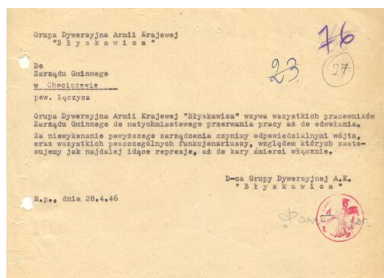 Grupa Dywersyjna Armii Krajowej
"Błyskawica"
76
23.
27
Do
Zarządu Gminnego
w
pow. Łęczyca
Grupa Dywersyjna Armii Krajowej "Błyskawica" wzywa wszystkich pracowników
Zarządu Gminnego do natychmiastowego przerwania pracy aż do odwołania.
Za niewykonanie powyższego zarządzenia czynimy odpowiedzialnymi wójta,
oraz wszystkich poszczególnych funkcjonariuszy, względem których zasto-
sujemy jak najdalej idące represje, aż do kary śmierci włącznie.
D-ca Grupy Dywersyjnej A.K.
"Błyskawica"
M.p., dnia 28.4.46